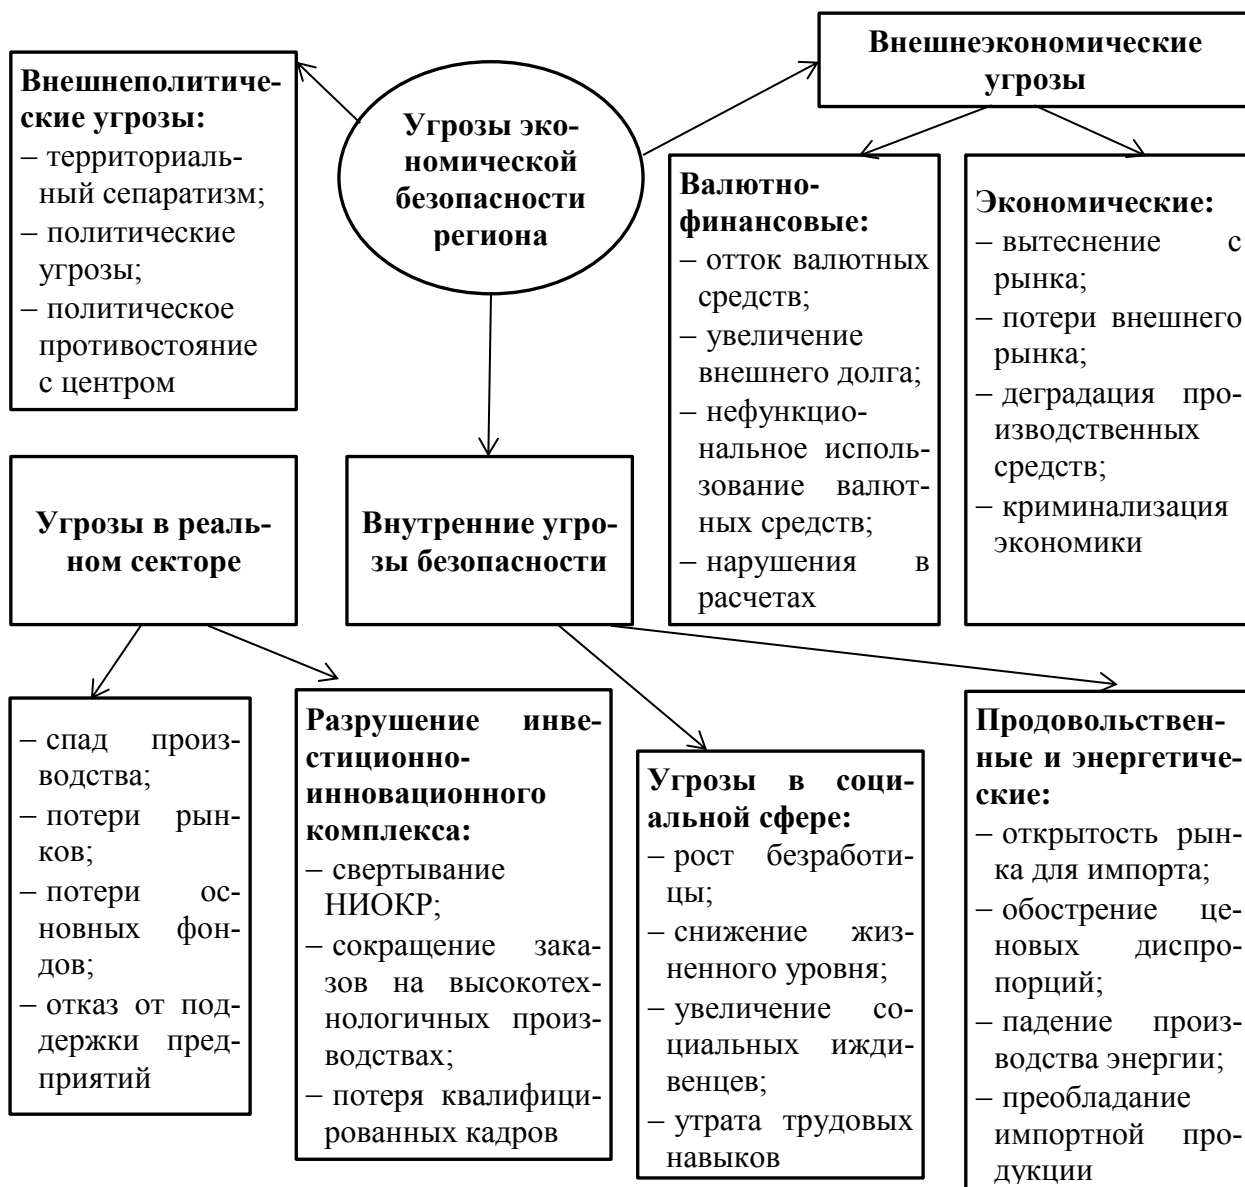 Внешнеполитиче-
ские угрозы:
– территориаль-
ный сепаратизм;
– политические
угрозы;
– политическое
противостояние
с центром
Угрозы эко-
номической
безопасности
региона
Внешнеэкономические
угрозы
Валютно-
финансовые:
– отток валютных
средств;
– увеличение
внешнего долга;
– нефункцио-
нальное исполь-
зование валют-
ных средств;
– нарушения в
расчетах
Экономические:
– вытеснение с
рынка;
– потери внешнего
рынка;
– деградация про-
изводственных
средств;
– криминализация
экономики
Угрозы в реаль-
ном секторе
Внутренние угро-
зы безопасности
– спад произ-
водства;
– потери рын-
ков;
– потери ос-
новных фон-
дов;
– отказ от под-
держки пред-
приятий
Разрушение инве-
стиционно-
инновационного
комплекса:
– свертывание
НИОКР;
– сокращение зака-
зов на высокотех-
нологичных произ-
водствах;
– потеря квалифици-
рованных кадров
Угрозы в соци-
альной сфере:
– рост безработи-
цы;
– снижение жиз-
ненного уровня;
– увеличение со-
циальных ижди-
венцев;
– утрата трудовых
навыков
Продовольствен-
ные и энергетиче-
ские:
– открытость рын-
ка для импорта;
– обострение це-
новых диспро-
порций;
– падение произ-
водства энергии;
– преобладание
импортной про-
дукции